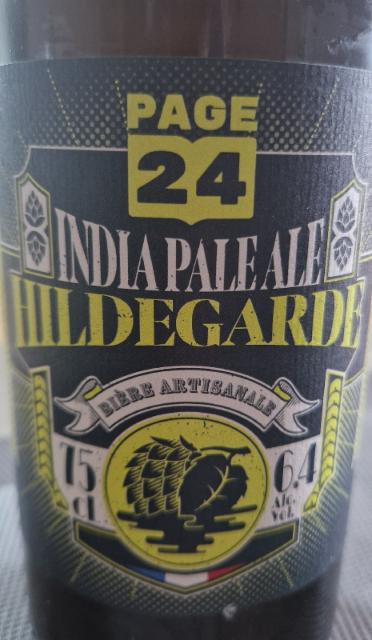 PAGE
24
INDIA PALE ALE
HILDEGARDE
BIÈRE ARTISANALE
75 cl
6.4 Alc. Vol.